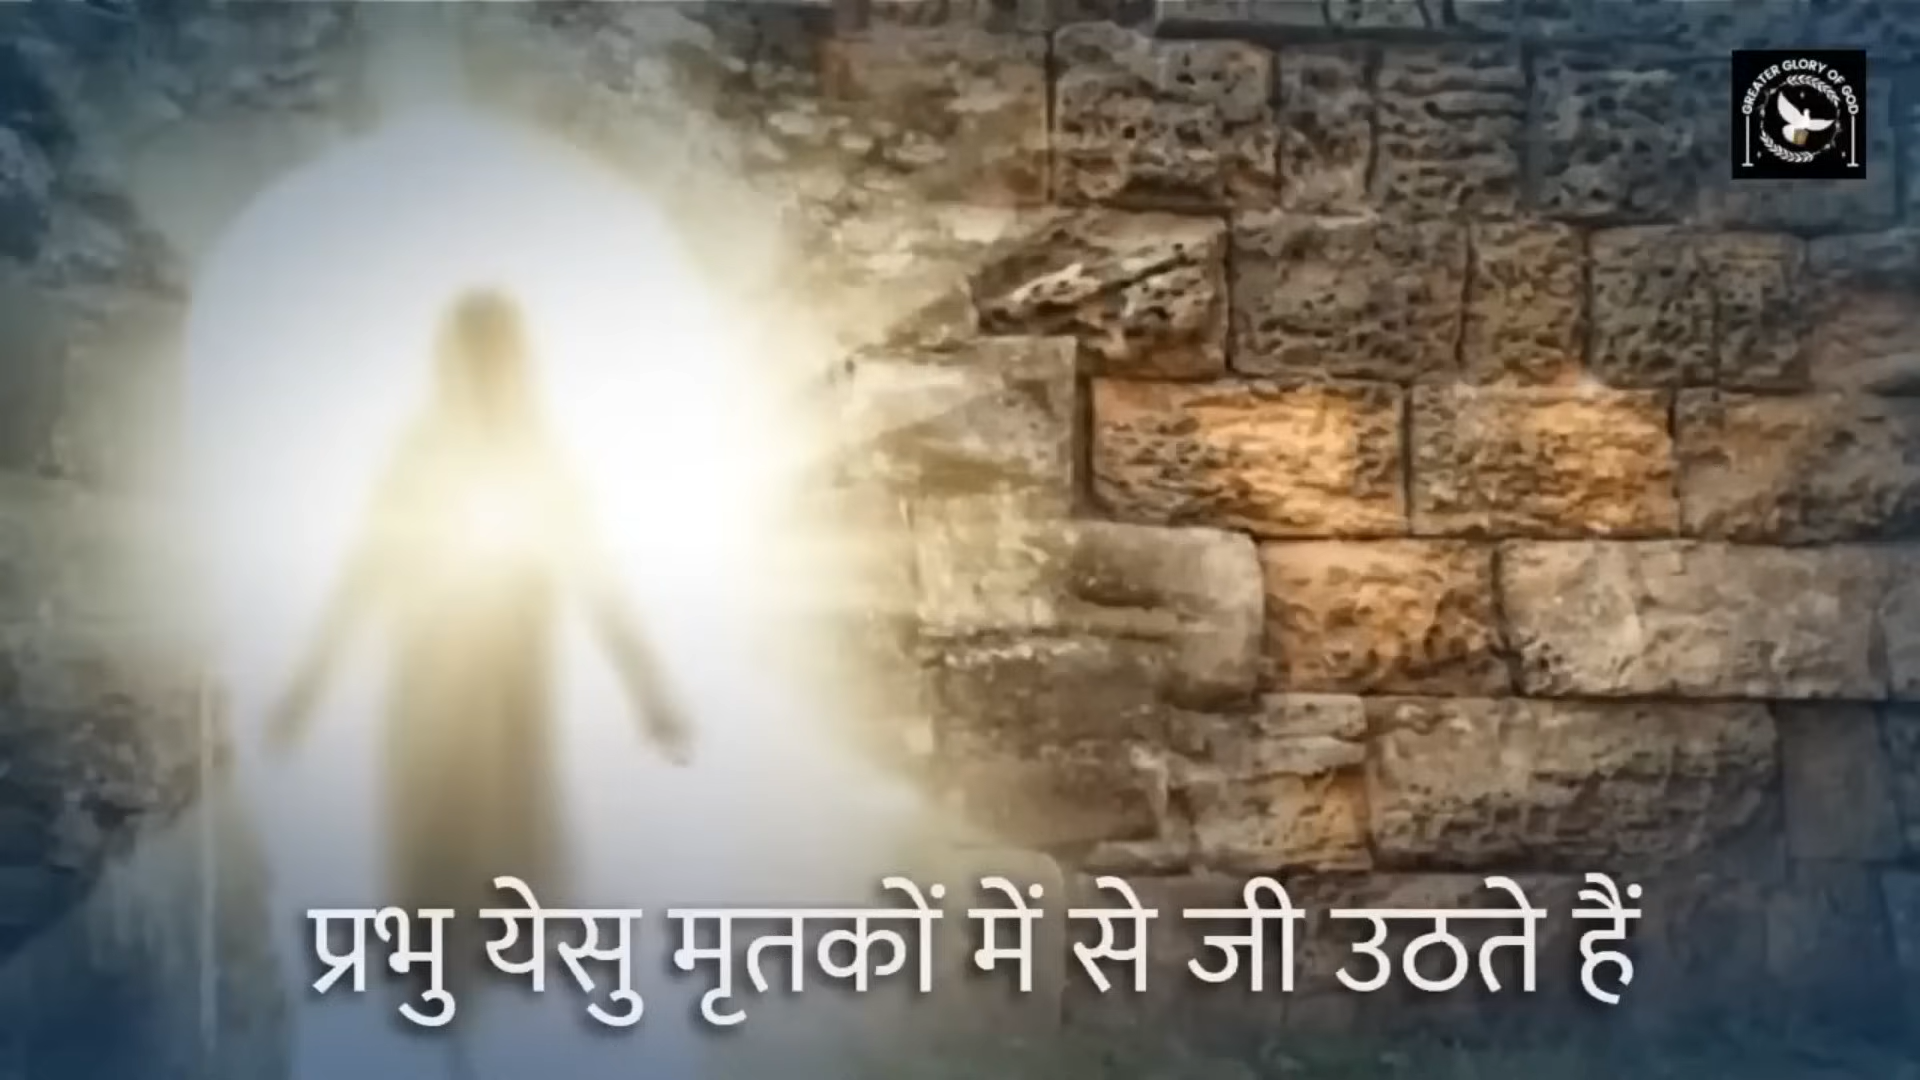 GREATER GLORY OF GOD
प्रभु येसु मृतकों में से जी उठते हैं